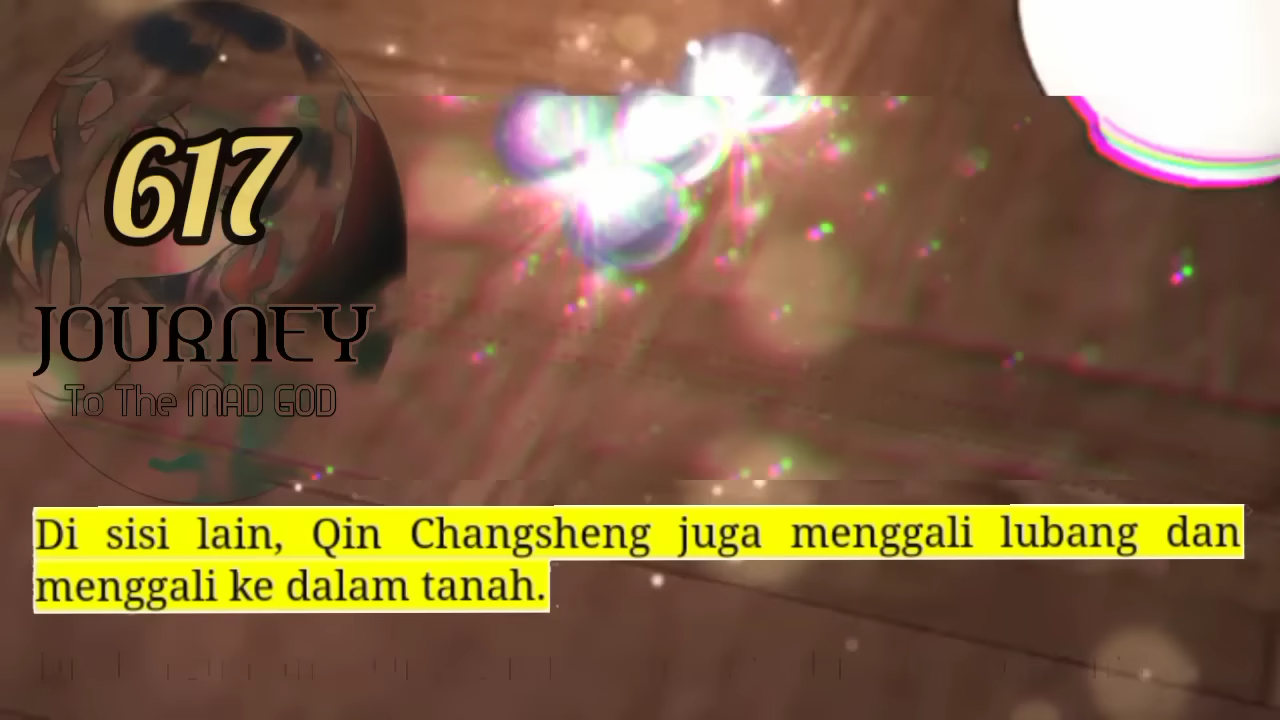 617
JOURNEY
To The MAD GOD
Di sisi lain, Qin Changsheng juga menggali lubang dan
menggali ke dalam tanah.